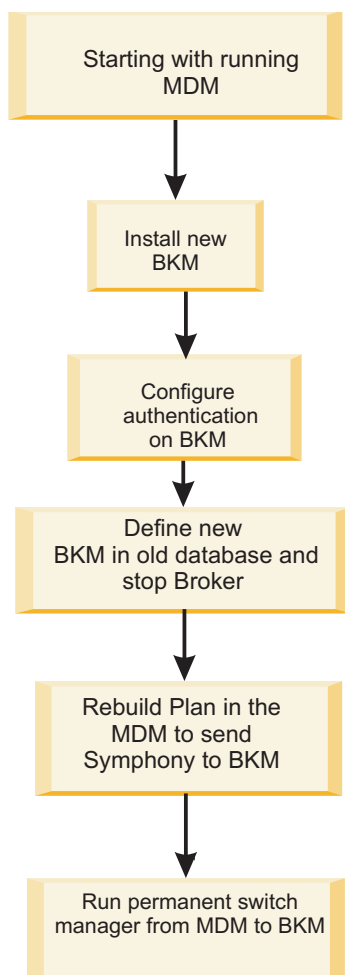 Starting with running
MDM
Install new
BKM
Configure
authentication
on BKM
Define new
BKM in old database and
stop Broker
Rebuild Plan in the
MDM to send
Symphony to BKM
Run permanent switch
manager from MDM to BKM